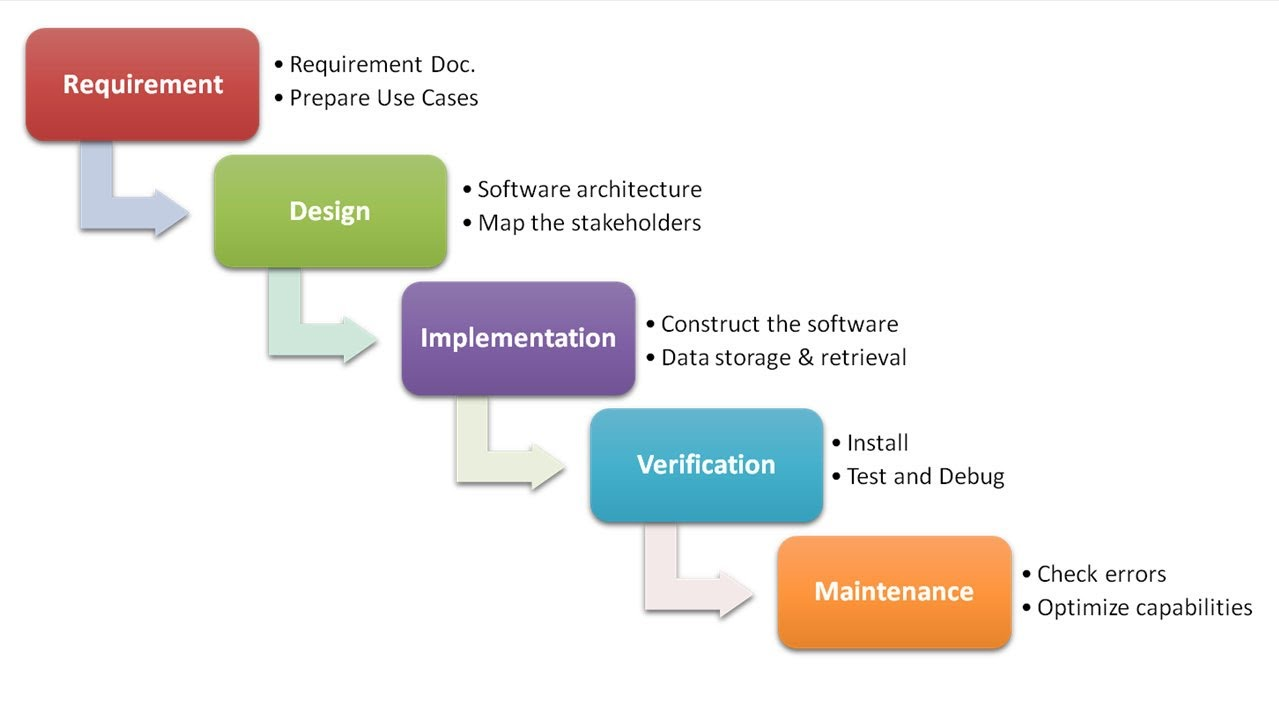 Requirement
• Requirement Doc.
• Prepare Use Cases
Design
• Software architecture
• Map the stakeholders
Implementation
• Construct the software
• Data storage & retrieval
Verification
• Install
• Test and Debug
Maintenance
• Check errors
• Optimize capabilities